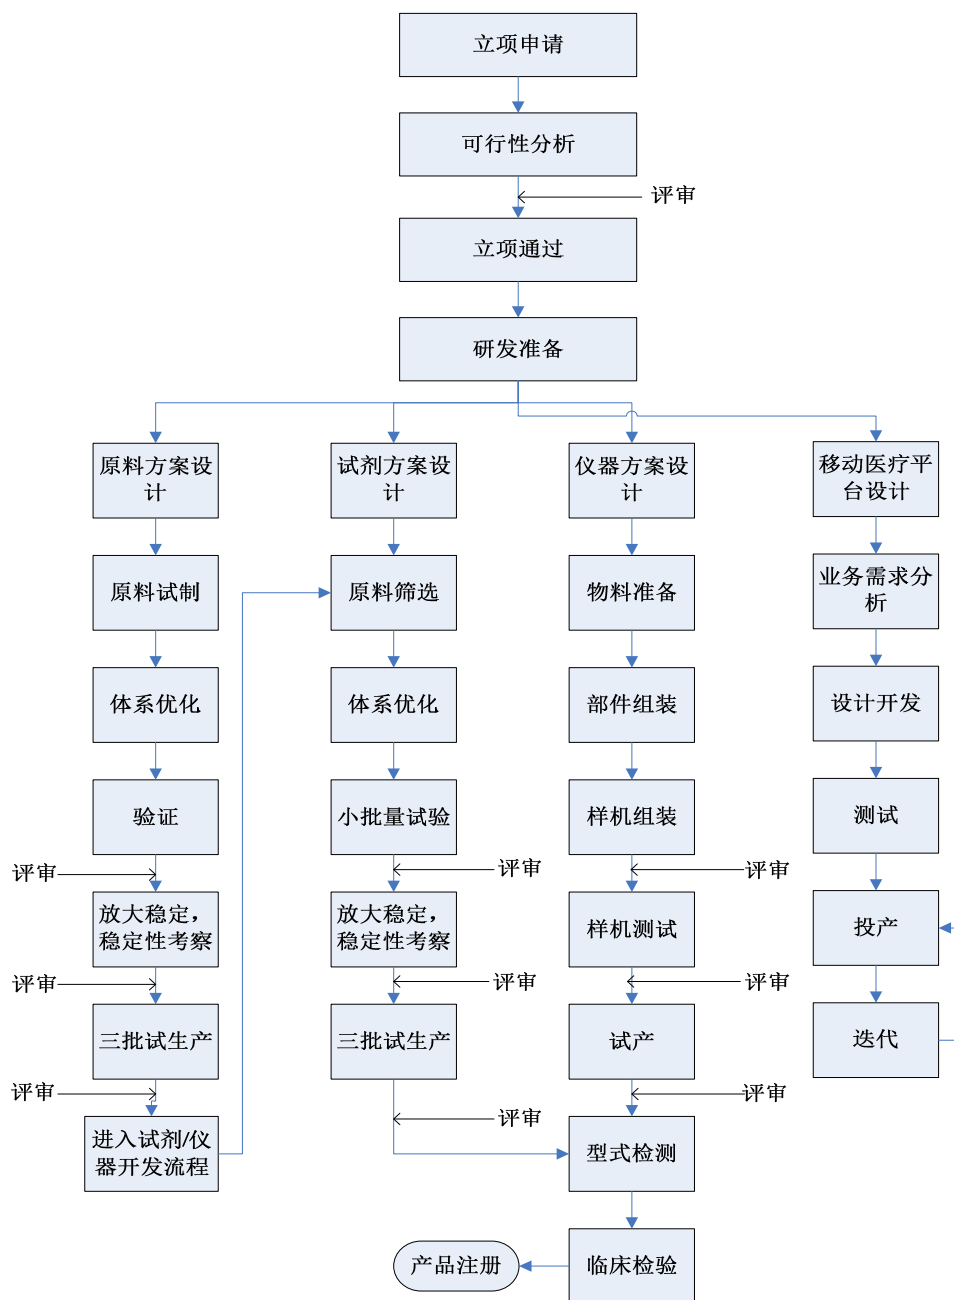 立项申请
可行性分析
评审
立项通过
研发准备
原料方案设
计
试剂方案设
计
仪器方案设
计
移动医疗平
台设计
原料试制
原料筛选
物料准备
业务需求分
析
体系优化
体系优化
部件组装
设计开发
验证
小批量试验
样机组装
测试
评审
评审
评审
放大稳定，
稳定性考察
放大稳定，
稳定性考察
样机测试
投产
评审
评审
评审
三批试生产
三批试生产
试产
迭代
评审
评审
评审
进入试剂/仪
器开发流程
型式检测
产品注册
临床检验